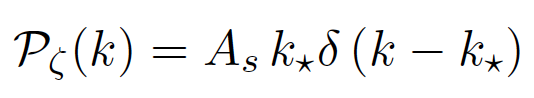 𝒫_ζ(k) = A_s k_⋆ δ (k − k_⋆)